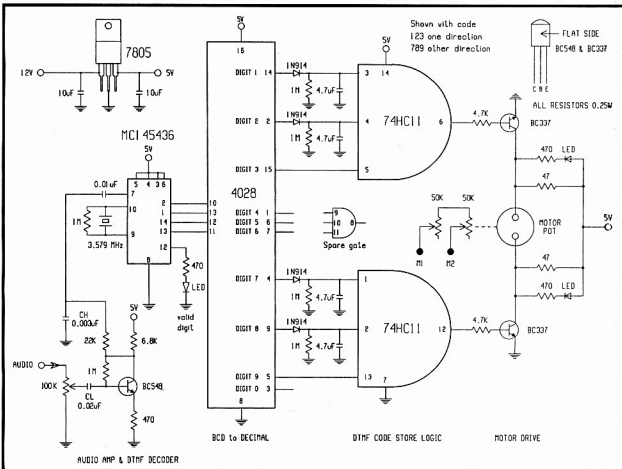 7805
12V
5V
10uF
10uF
MC145436
5V
5 4 3 6
0.01uF
7
10
1M
9
3.579 MHz
8
2
1
14
13
12
470
LED
valid
digit
CH
0.003uF
22K
5V
6.8K
1M
AUDIO
100K
CL
0.02uF
BC548
470
AUDIO AMP & DTMF DECODER
5V
16
DIGIT 1 14
DIGIT 2 2
DIGIT 3 15
4028
10
13
12
11
DIGIT 4 1
DIGIT 5 6
DIGIT 6 7
DIGIT 7 4
DIGIT 8 9
DIGIT 9 5
DIGIT 0 3
8
BCD to DECIMAL
Shown with code
123 one direction
789 other direction
5V
1N914
1M
4.7uF
3
14
1N914
1M
4.7uF
4
74HC11
6
5
9
10
11
8
Spare gate
1N914
1M
4.7uF
1
1N914
1M
4.7uF
2
74HC11
12
13
7
DTMF CODE STORE LOGIC
FLAT SIDE
BC548 & BC337
C B E
ALL RESISTORS 0.25W
4.7K
BC337
470 LED
47
50K
50K
M1
M2
MOTOR
POT
5V
47
470 LED
4.7K
BC337
MOTOR DRIVE